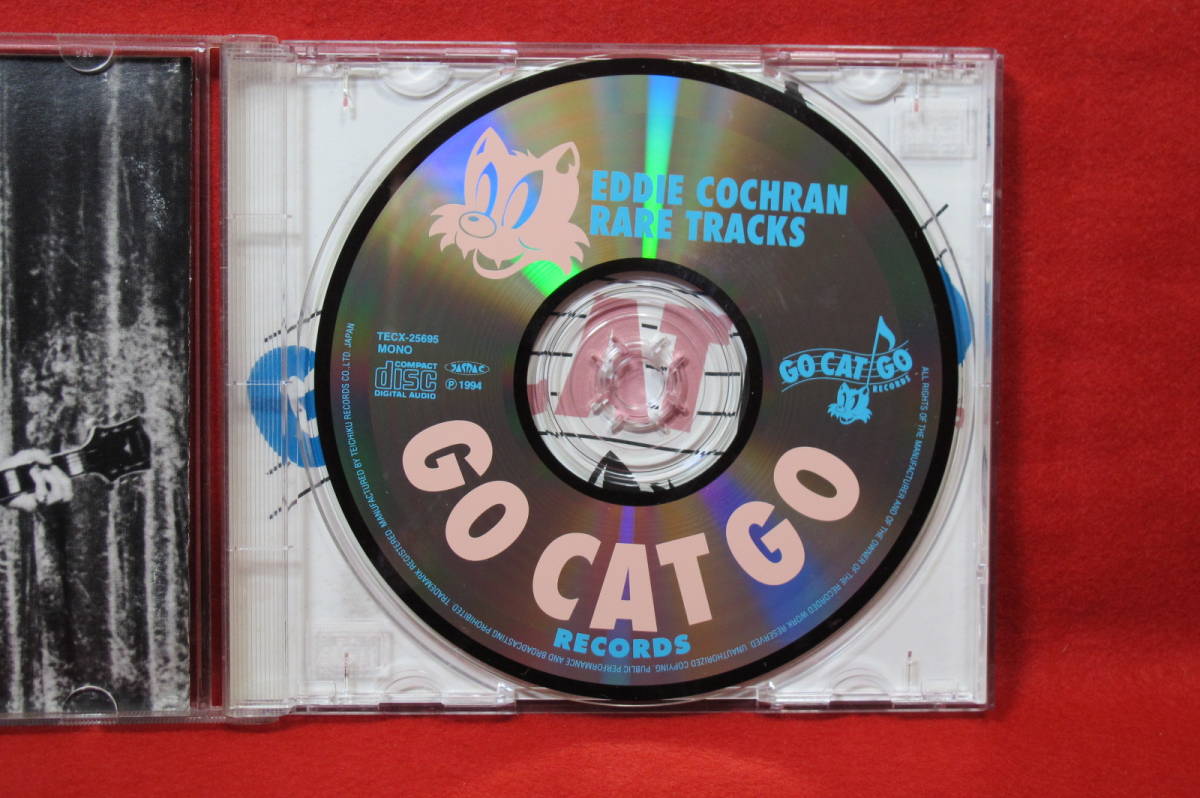 EDDIE COCHRAN
RARE TRACKS
TECX-25695
MONO
COMPACT
disc
DIGITAL AUDIO
JASRAC
Ⓟ 1994
GO CAT GO
RECORDS
GO CAT GO
RECORDS
ALL RIGHTS OF THE MANUFACTURER AND OF THE OWNER OF THE RECORDED WORK RESERVED. UNAUTHORIZED COPYING, PUBLIC PERFORMANCE AND BROADCASTING PROHIBITED. TRADEMARK REGISTERED. MANUFACTURED BY TEICHIKU RECORDS CO.,LTD. JAPAN